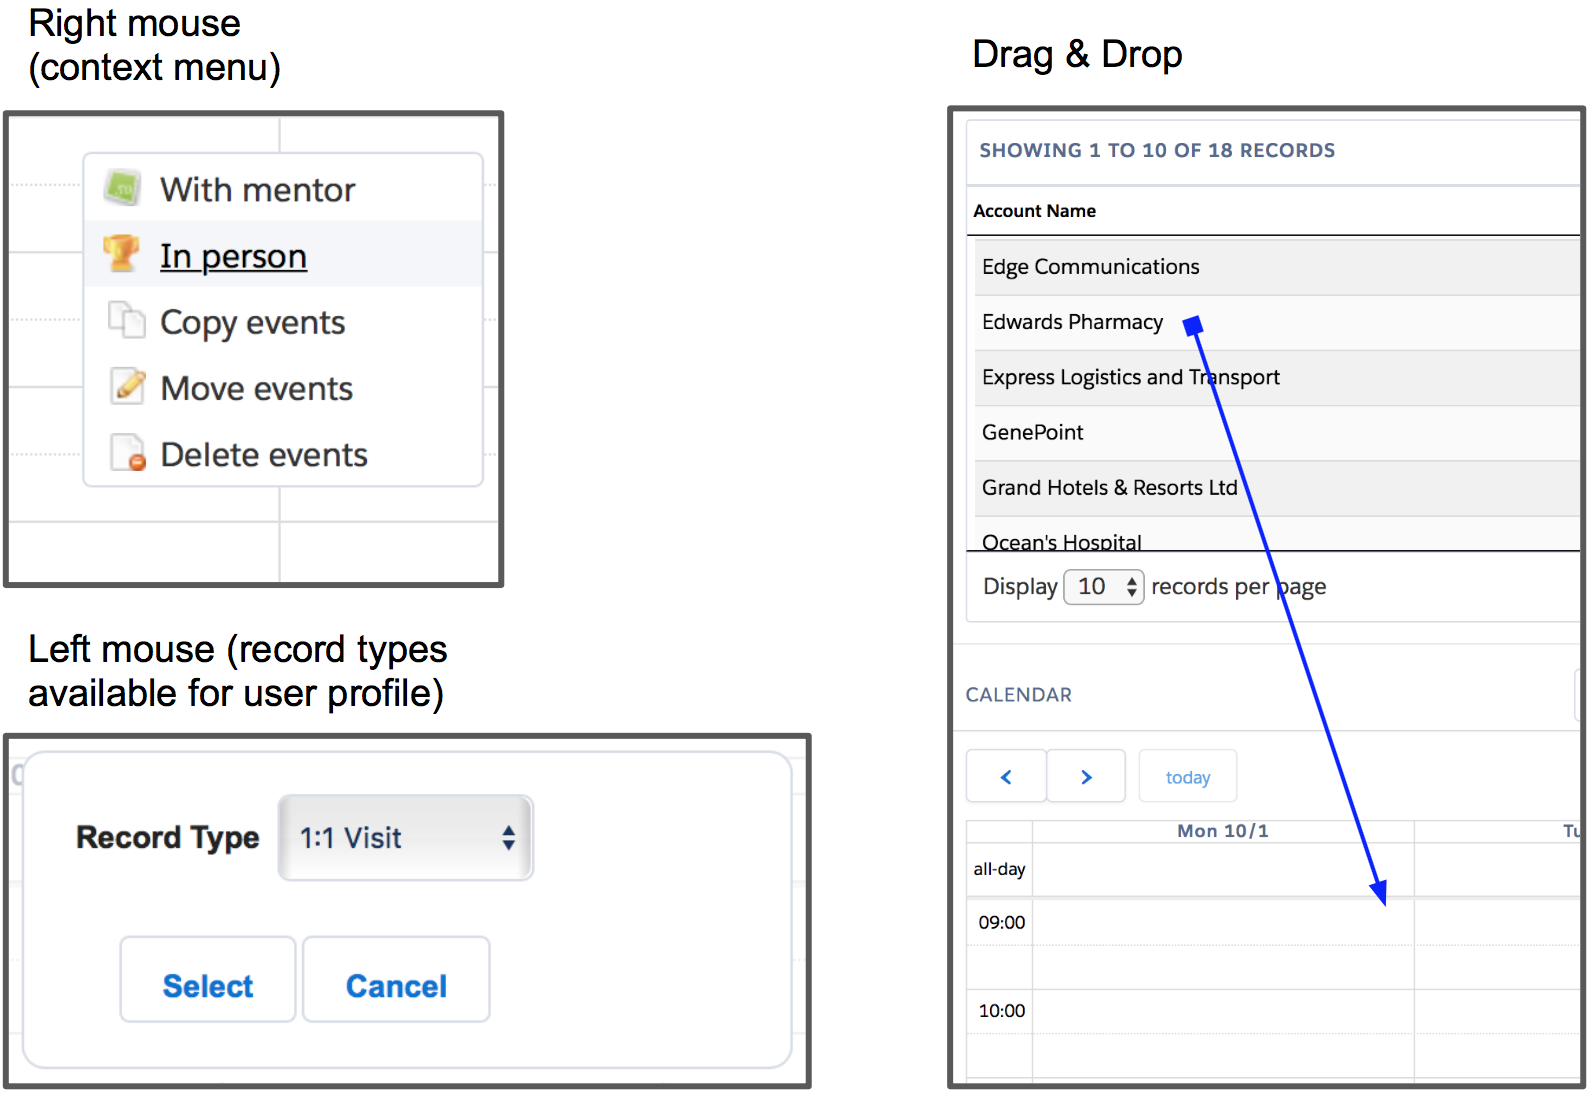 Right mouse
(context menu)
With mentor
In person
Copy events
Move events
Delete events
Left mouse (record types
available for user profile)
Record Type
1:1 Visit
Select
Cancel
Drag & Drop
SHOWING 1 TO 10 OF 18 RECORDS
Account Name
Edge Communications
Edwards Pharmacy
Express Logistics and Transport
GenePoint
Grand Hotels & Resorts Ltd
Ocean's Hospital
Display 10 records per page
CALENDAR
< > today
Mon 10/1
all-day
09:00
10:00